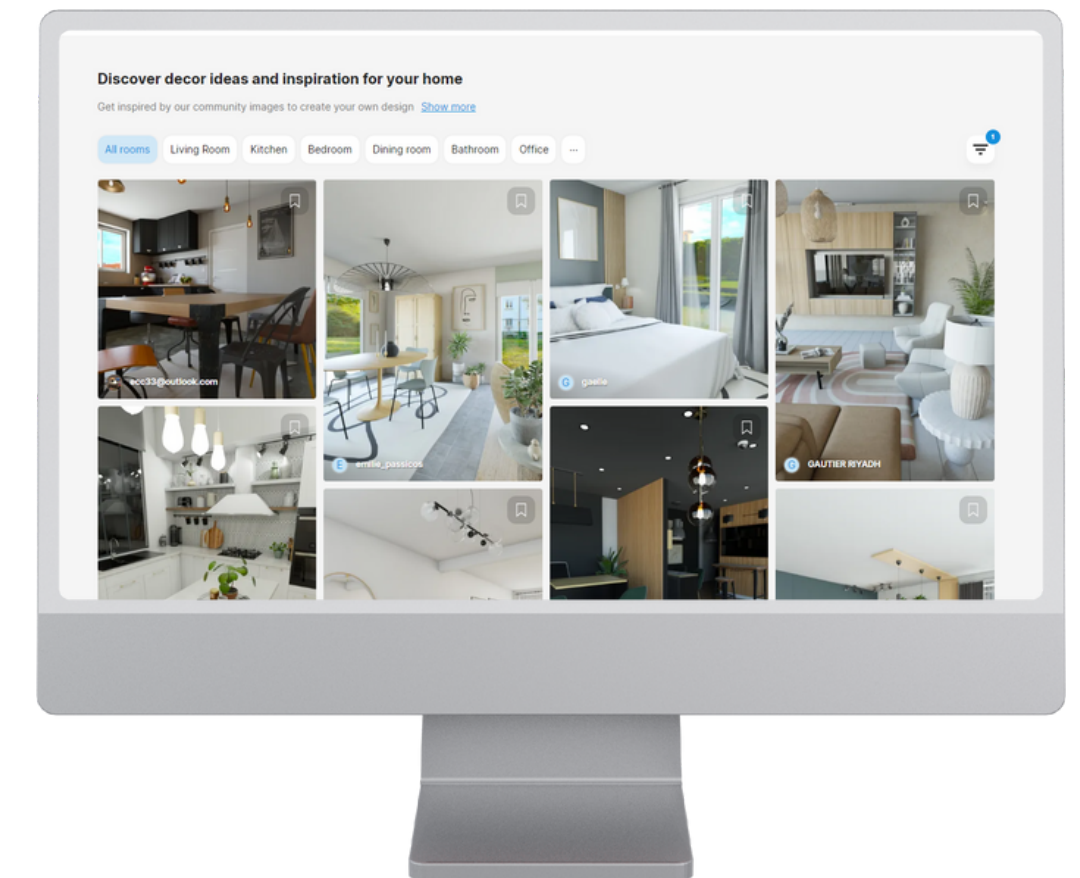 Discover decor ideas and inspiration for your home
Get inspired by our community images to create your own design Show more
All rooms Living Room Kitchen Bedroom Dining room Bathroom Office ...
1
ecc33@outlook.com
E emilie_passicos
G gaelle
G GAUTIER RIYADH